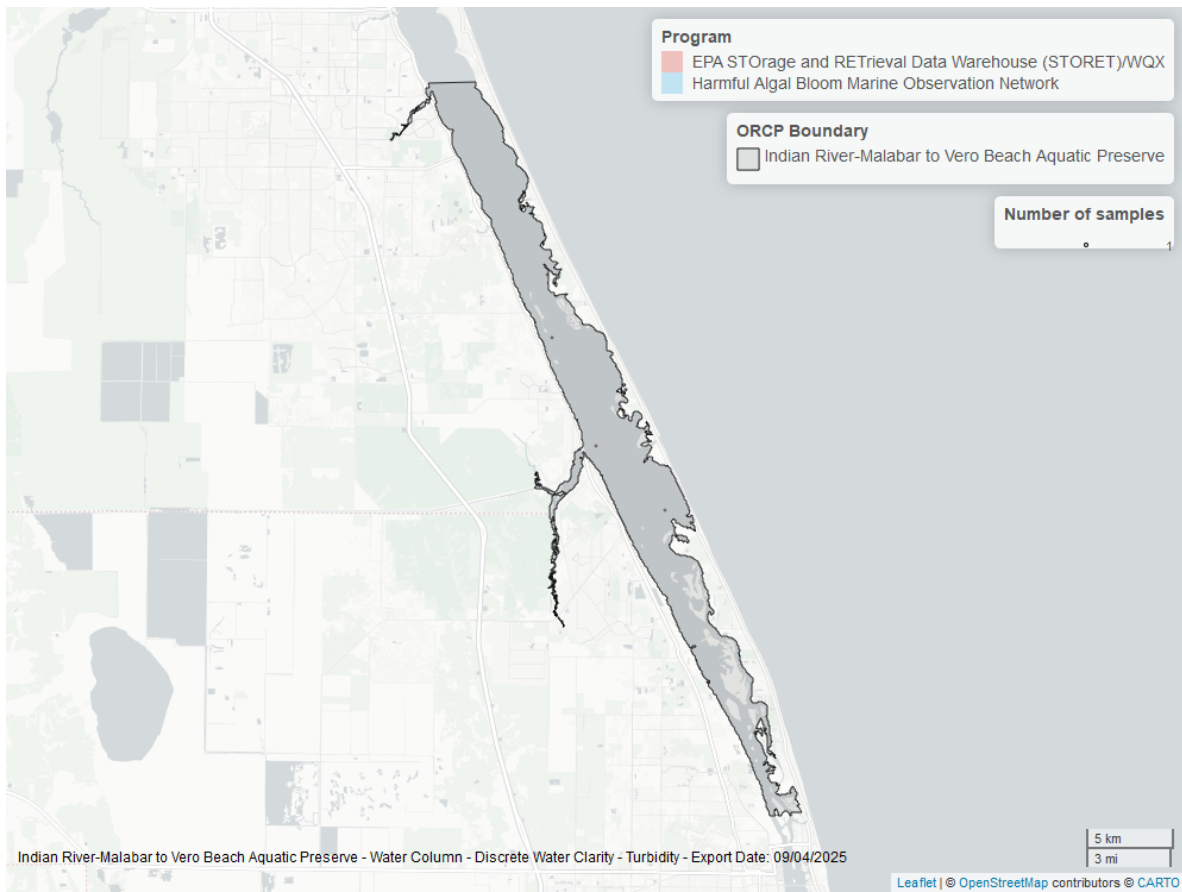 Program
EPA STOrage and RETrieval Data Warehouse (STORET)/WQX
Harmful Algal Bloom Marine Observation Network
ORCP Boundary
Indian River-Malabar to Vero Beach Aquatic Preserve
Number of samples
1
5 km
3 mi
Indian River-Malabar to Vero Beach Aquatic Preserve - Water Column - Discrete Water Clarity - Turbidity - Export Date: 09/04/2025
Leaflet | © OpenStreetMap contributors © CARTO